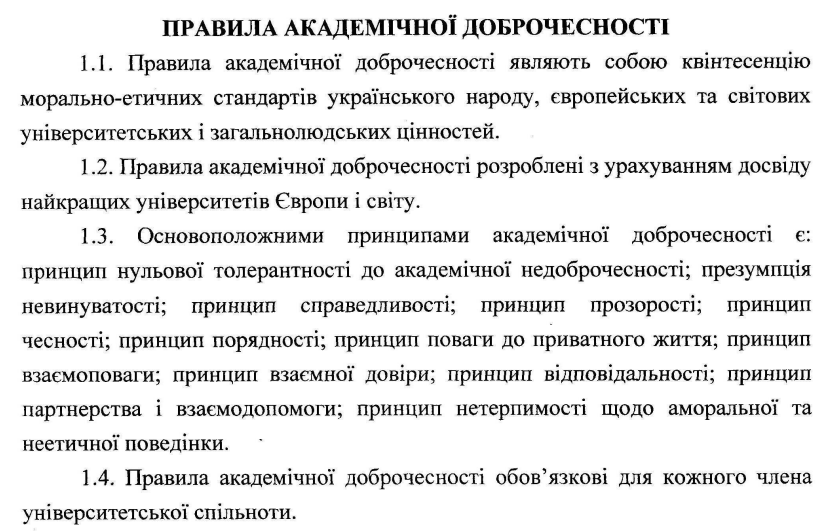 ПРАВИЛА АКАДЕМІЧНОЇ ДОБРОЧЕСНОСТІ
1.1. Правила академічної доброчесності являють собою квінтесенцію
морально-етичних стандартів українського народу, європейських та світових
університетських і загальнолюдських цінностей.
1.2. Правила академічної доброчесності розроблені з урахуванням досвіду
найкращих університетів Європи і світу.
1.3. Основоположними принципами академічної доброчесності є:
принцип нульової толерантності до академічної недоброчесності; презумпція
невинуватості; принцип справедливості; принцип прозорості; принцип
чесності; принцип порядності; принцип поваги до приватного життя; принцип
взаємоповаги; принцип взаємної довіри; принцип відповідальності; принцип
партнерства і взаємодопомоги; принцип нетерпимості щодо аморальної та
неетичної поведінки.
1.4. Правила академічної доброчесності обов’язкові для кожного члена
університетської спільноти.